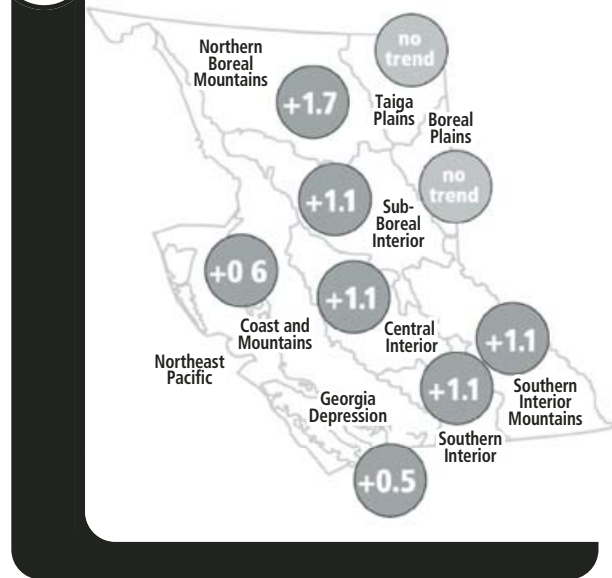 Northern
Boreal
Mountains
no
trend
+1.7
Taiga
Plains
Boreal
Plains
no
trend
+1.1
Sub-
Boreal
Interior
+0 6
+1.1
Coast and
Mountains
Central
Interior
+1.1
Northeast
Pacific
Georgia
Depression
+1.1
Southern
Interior
Mountains
Southern
Interior
+0.5